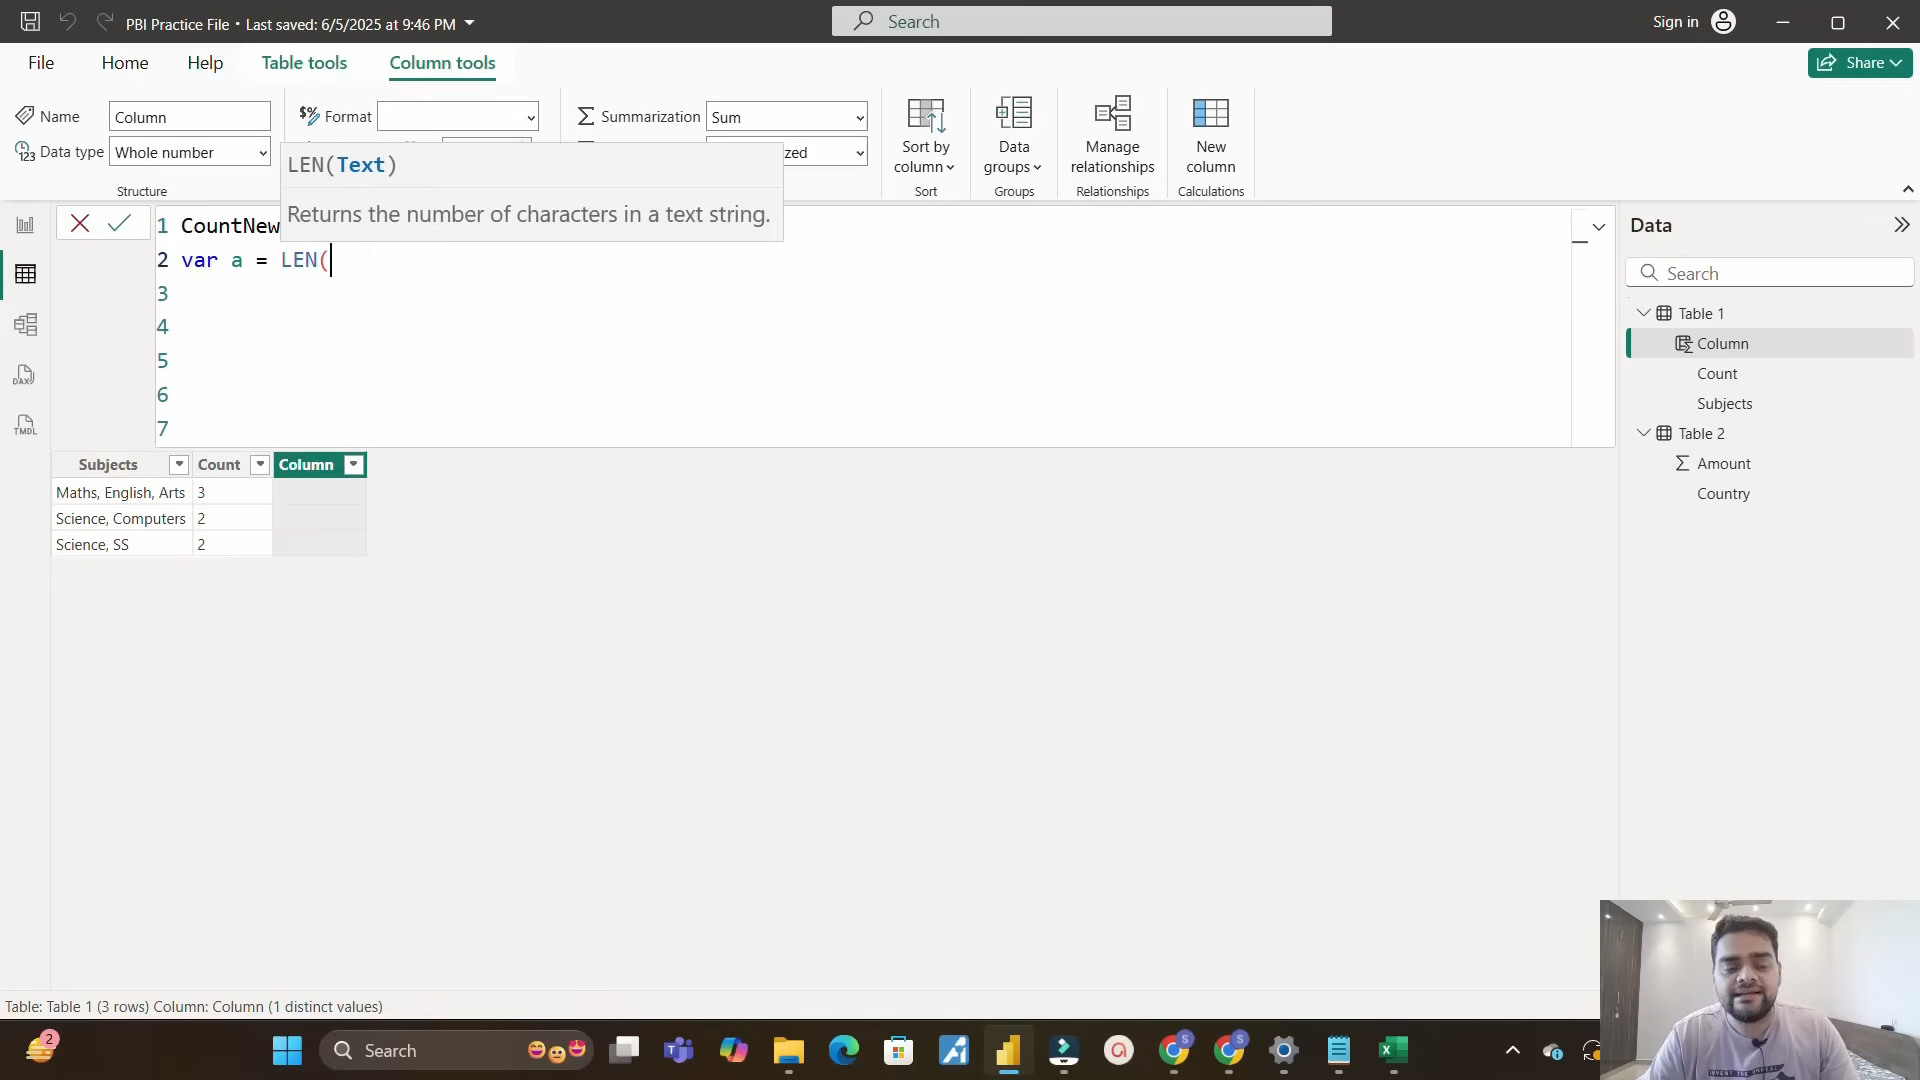 PBI Practice File • Last saved: 6/5/2025 at 9:46 PM
Search
Sign in
File
Home
Help
Table tools
Column tools
Share
Name
Column
Format
Summarization
Sum
Data type
Whole number
zed
Structure
Sort by
column
Sort
Data
groups
Groups
Manage
relationships
Relationships
New
column
Calculations
LEN(Text)
Returns the number of characters in a text string.
1 CountNew
2 var a = LEN(
3
4
5
6
7
Data
Search
Table 1
Column
Count
Subjects
Table 2
Amount
Country
Subjects Count Column
Maths, English, Arts 3
Science, Computers 2
Science, SS 2
Table: Table 1 (3 rows) Column: Column (1 distinct values)
2
Search